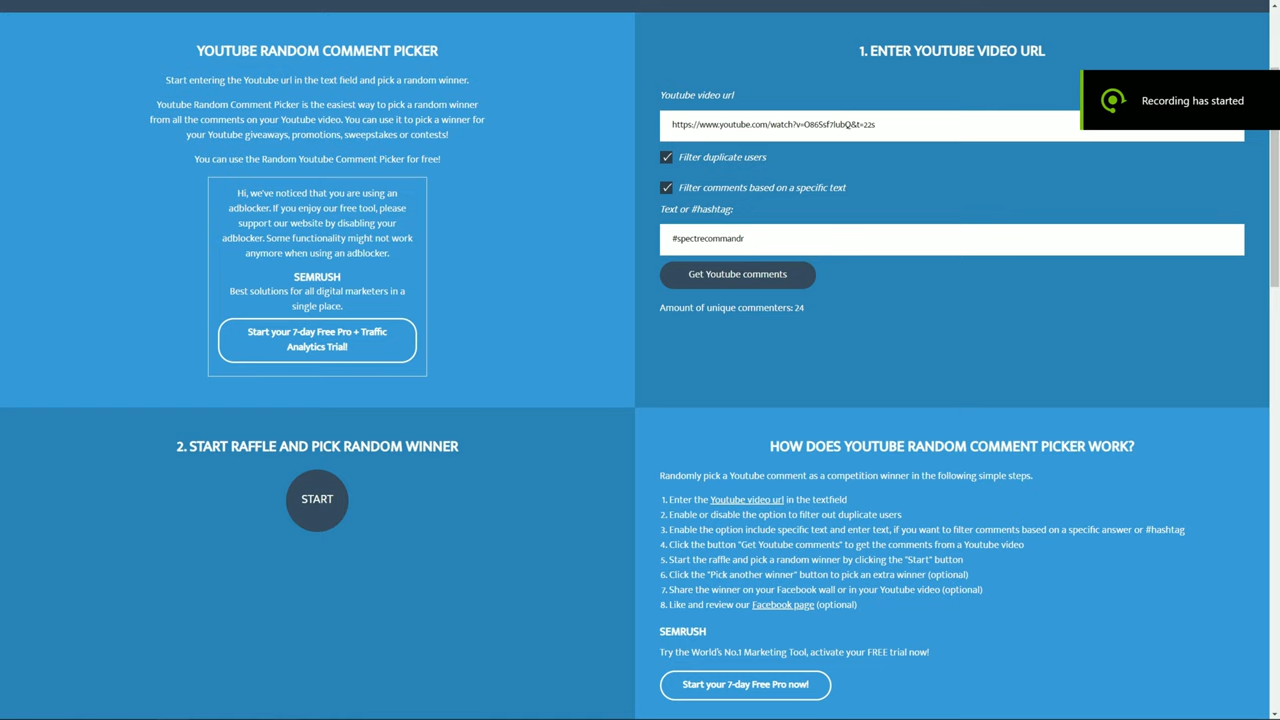 YOUTUBE RANDOM COMMENT PICKER
Start entering the Youtube url in the text field and pick a random winner.
Youtube Random Comment Picker is the easiest way to pick a random winner
from all the comments on your Youtube video. You can use it to pick a winner for
your Youtube giveaways, promotions, sweepstakes or contests!
You can use the Random Youtube Comment Picker for free!
Hi, we've noticed that you are using an
adblocker. If you enjoy our free tool, please
support our website by disabling your
adblocker. Some functionality might not work
anymore when using an adblocker.
SEMRUSH
Best solutions for all digital marketers in a
single place.
Start your 7-day Free Pro + Traffic
Analytics Trial!
1. ENTER YOUTUBE VIDEO URL
Recording has started
Youtube video url
https://www.youtube.com/watch?v=O865sf7lubQ&t=22s
Filter duplicate users
Filter comments based on a specific text
Text or #hashtag:
#spectrecommandr
Get Youtube comments
Amount of unique commenters: 24
2. START RAFFLE AND PICK RANDOM WINNER
START
HOW DOES YOUTUBE RANDOM COMMENT PICKER WORK?
Randomly pick a Youtube comment as a competition winner in the following simple steps.
1. Enter the Youtube video url in the textfield
2. Enable or disable the option to filter out duplicate users
3. Enable the option include specific text and enter text, if you want to filter comments based on a specific answer or #hashtag
4. Click the button "Get Youtube comments" to get the comments from a Youtube video
5. Start the raffle and pick a random winner by clicking the "Start" button
6. Click the "Pick another winner" button to pick an extra winner (optional)
7. Share the winner on your Facebook wall or in your Youtube video (optional)
8. Like and review our Facebook page (optional)
SEMRUSH
Try the World's No.1 Marketing Tool, activate your FREE trial now!
Start your 7-day Free Pro now!